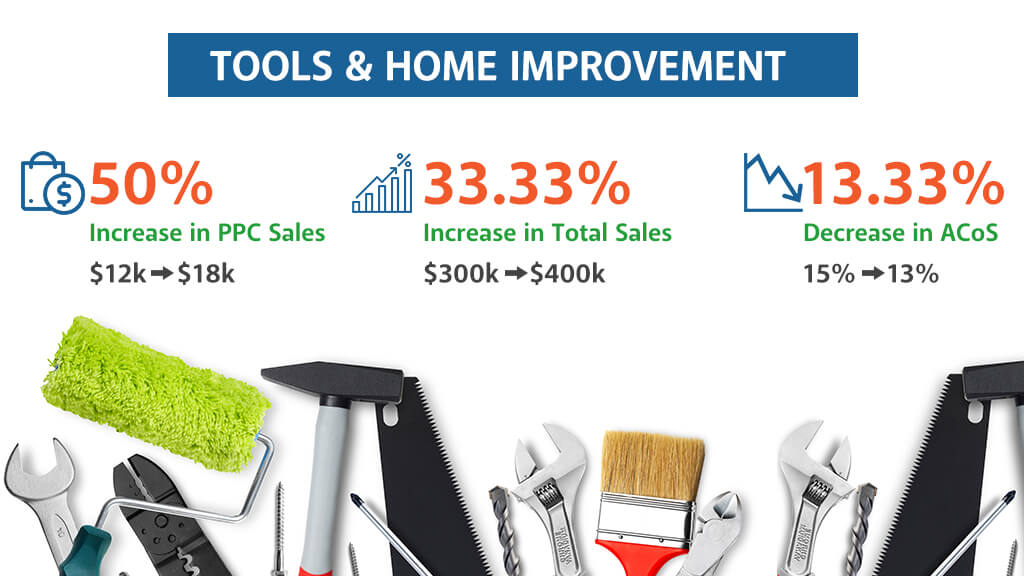 TOOLS & HOME IMPROVEMENT
50%
Increase in PPC Sales
$12k➡$18k
33.33%
Increase in Total Sales
$300k➡$400k
13.33%
Decrease in ACoS
15%➡13%